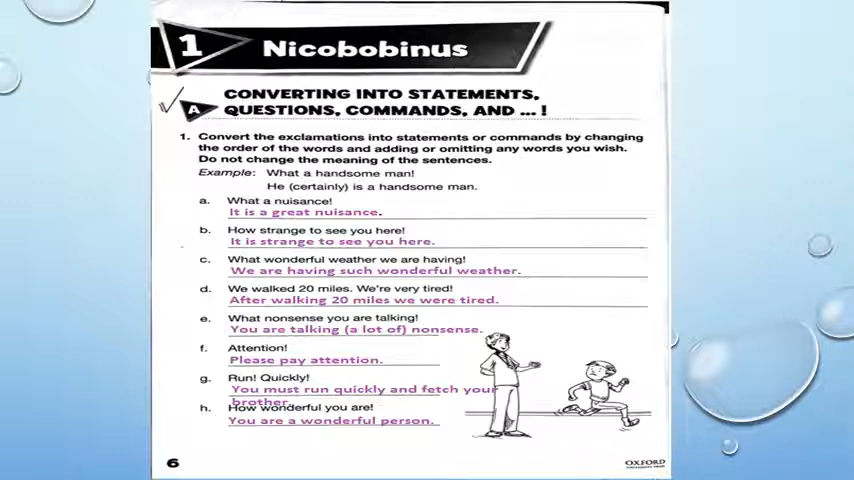 1 Nicobobinus
A CONVERTING INTO STATEMENTS,
QUESTIONS, COMMANDS, AND ... !
1. Convert the exclamations into statements or commands by changing
the order of the words and adding or omitting any words you wish.
Do not change the meaning of the sentences.
Example: What a handsome man!
He (certainly) is a handsome man.
a. What a nuisance!
It is a great nuisance.
b. How strange to see you here!
It is strange to see you here.
c. What wonderful weather we are having!
We are having such wonderful weather.
d. We walked 20 miles. We're very tired!
After walking 20 miles we were tired.
e. What nonsense you are talking!
You are talking (a lot of) nonsense.
f. Attention!
Please pay attention.
g. Run! Quickly!
You must run quickly and fetch your
brother.
h. How wonderful you are!
You are a wonderful person.
6
OXFORD